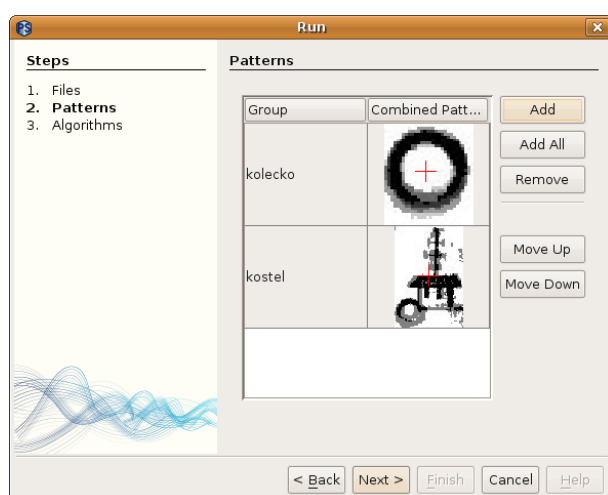 PS
Run
Steps
1. Files
2. Patterns
3. Algorithms
Patterns
Group
Combined Patt...
kolecko
kostel
Add
Add All
Remove
Move Up
Move Down
< Back
Next >
Finish
Cancel
Help